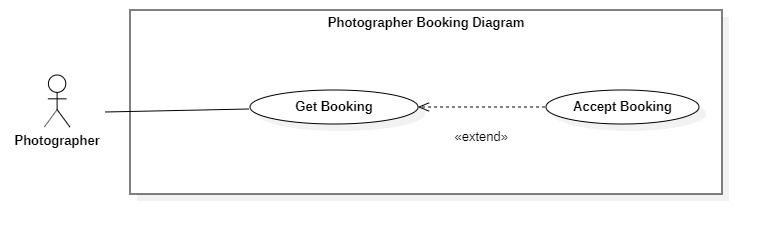 Photographer Booking Diagram
Get Booking
Accept Booking
«extend»
Photographer